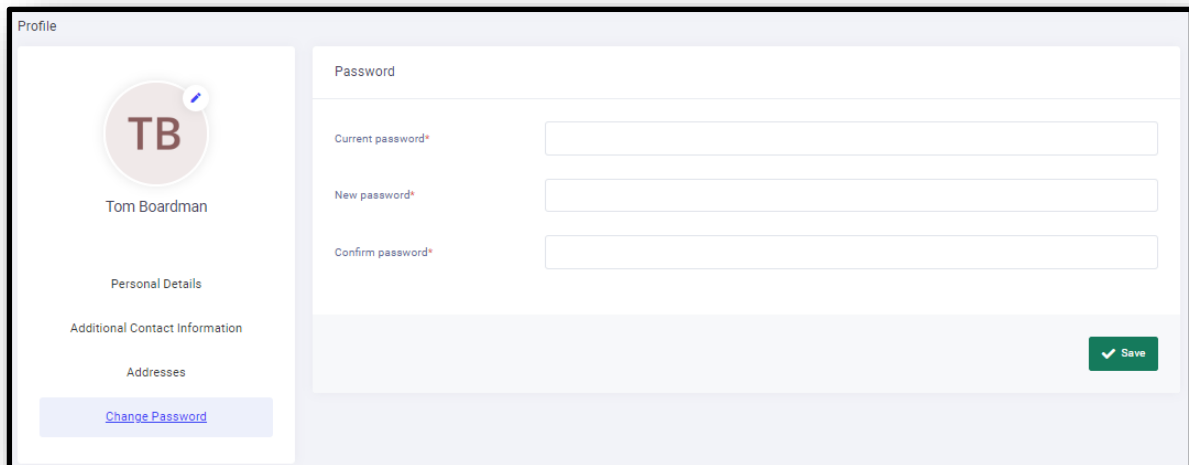 Profile
TB
Tom Boardman
Personal Details
Additional Contact Information
Addresses
Change Password
Password
Current password*
New password*
Confirm password*
Save